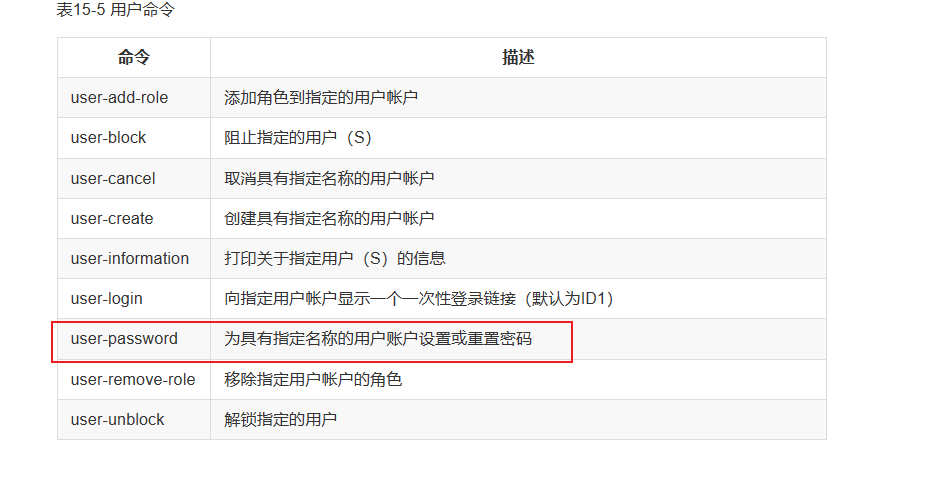 表15-5 用户命令
命令 描述
user-add-role 添加角色到指定的用户帐户
user-block 阻止指定的用户（S）
user-cancel 取消具有指定名称的用户帐户
user-create 创建具有指定名称的用户帐户
user-information 打印关于指定用户（S）的信息
user-login 向指定用户帐户显示一个一次性登录链接（默认为ID1）
user-password 为具有指定名称的用户账户设置或重置密码
user-remove-role 移除指定用户帐户的角色
user-unblock 解锁指定的用户